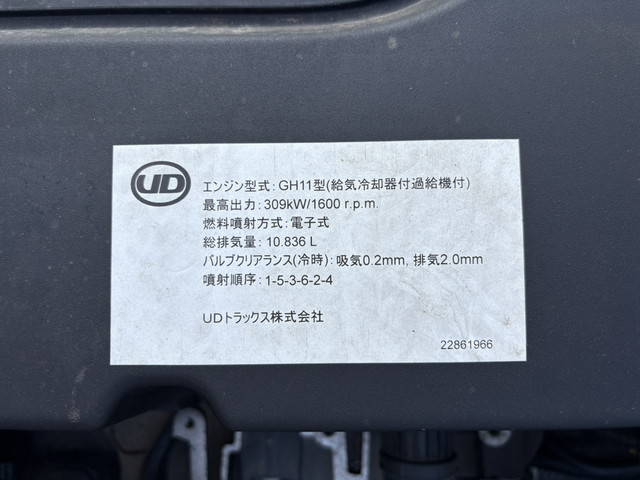 UD
エンジン型式：GH11型(給気冷却器付過給機付)
最高出力：309kW/1600 r.p.m.
燃料噴射方式：電子式
総排気量：10.836 L
バルブクリアランス(冷時)：吸気0.2mm, 排気2.0mm
噴射順序：1-5-3-6-2-4
UDトラックス株式会社
22861966